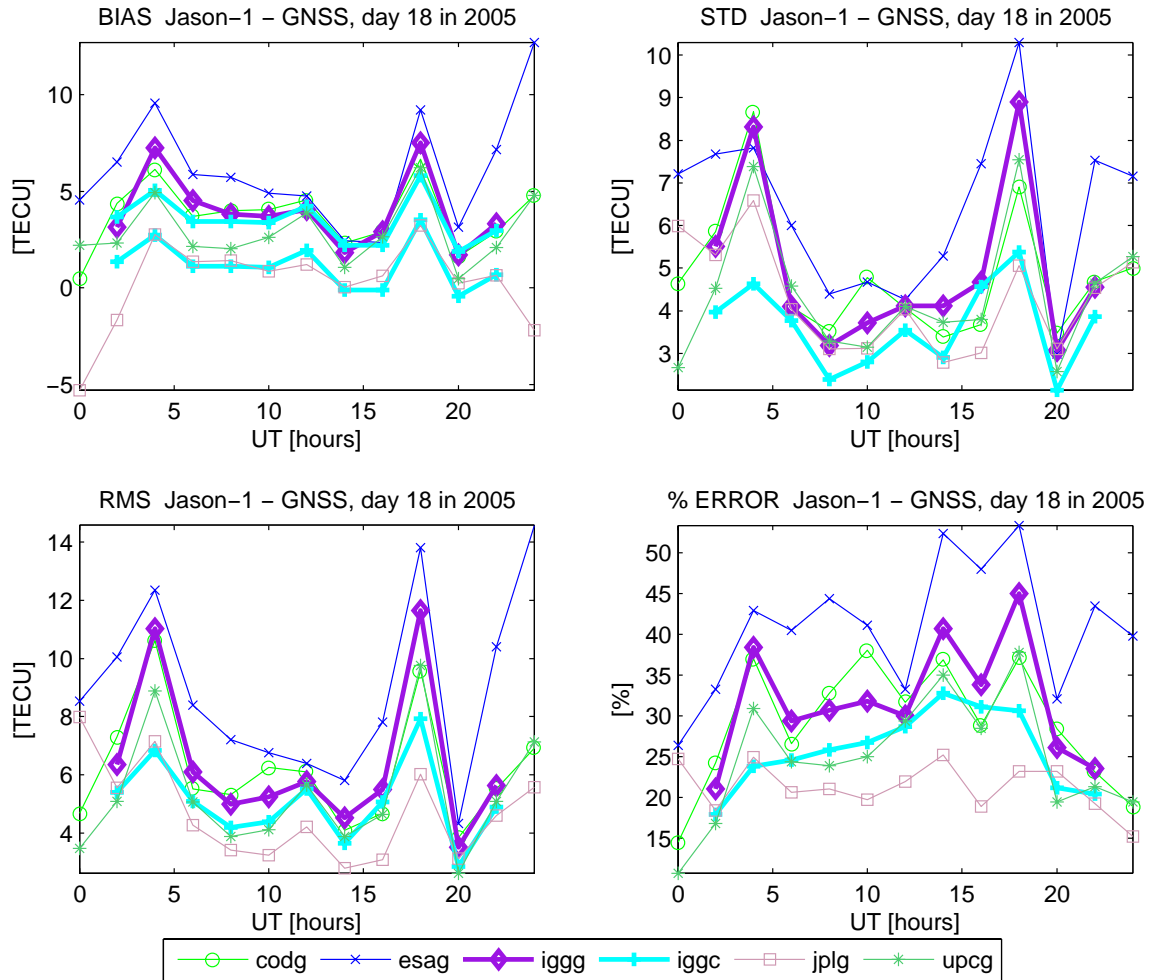 BIAS Jason−1 − GNSS, day 18 in 2005
[TECU]
10
5
0
−5
0 5 10 15 20
UT [hours]
STD Jason−1 − GNSS, day 18 in 2005
[TECU]
10
9
8
7
6
5
4
3
0 5 10 15 20
UT [hours]
RMS Jason−1 − GNSS, day 18 in 2005
[TECU]
14
12
10
8
6
4
0 5 10 15 20
UT [hours]
% ERROR Jason−1 − GNSS, day 18 in 2005
[%]
50
45
40
35
30
25
20
15
0 5 10 15 20
UT [hours]
codg esag iggg iggc jplg upcg